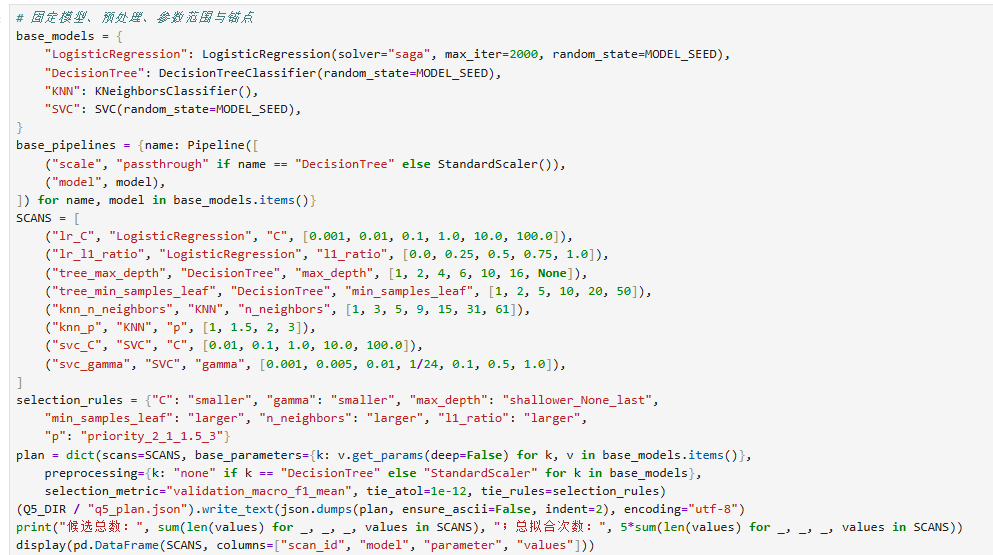 # 固定模型、预处理、参数范围与锚点
base_models = {
    "LogisticRegression": LogisticRegression(solver="saga", max_iter=2000, random_state=MODEL_SEED),
    "DecisionTree": DecisionTreeClassifier(random_state=MODEL_SEED),
    "KNN": KNeighborsClassifier(),
    "SVC": SVC(random_state=MODEL_SEED),
}
base_pipelines = {name: Pipeline([
    ("scale", "passthrough" if name == "DecisionTree" else StandardScaler()),
    ("model", model),
]) for name, model in base_models.items()}
SCANS = [
    ("lr_C", "LogisticRegression", "C", [0.001, 0.01, 0.1, 1.0, 10.0, 100.0]),
    ("lr_l1_ratio", "LogisticRegression", "l1_ratio", [0.0, 0.25, 0.5, 0.75, 1.0]),
    ("tree_max_depth", "DecisionTree", "max_depth", [1, 2, 4, 6, 10, 16, None]),
    ("tree_min_samples_leaf", "DecisionTree", "min_samples_leaf", [1, 2, 5, 10, 20, 50]),
    ("knn_n_neighbors", "KNN", "n_neighbors", [1, 3, 5, 9, 15, 31, 61]),
    ("knn_p", "KNN", "p", [1, 1.5, 2, 3]),
    ("svc_C", "SVC", "C", [0.01, 0.1, 1.0, 10.0, 100.0]),
    ("svc_gamma", "SVC", "gamma", [0.001, 0.005, 0.01, 1/24, 0.1, 0.5, 1.0]),
]
selection_rules = {"C": "smaller", "gamma": "smaller", "max_depth": "shallower_None_last",
    "min_samples_leaf": "larger", "n_neighbors": "larger", "l1_ratio": "larger",
    "p": "priority_2_1_1.5_3"}
plan = dict(scans=SCANS, base_parameters={k: v.get_params(deep=False) for k, v in base_models.items()},
    preprocessing={k: "none" if k == "DecisionTree" else "StandardScaler" for k in base_models},
    selection_metric="validation_macro_f1_mean", tie_atol=1e-12, tie_rules=selection_rules)
(Q5_DIR / "q5_plan.json").write_text(json.dumps(plan, ensure_ascii=False, indent=2), encoding="utf-8")
print("候选总数：", sum(len(values) for _, _, _, values in SCANS), "；总拟合次数：", 5*sum(len(values) for _, _, _, values in SCANS))
display(pd.DataFrame(SCANS, columns=["scan_id", "model", "parameter", "values"]))